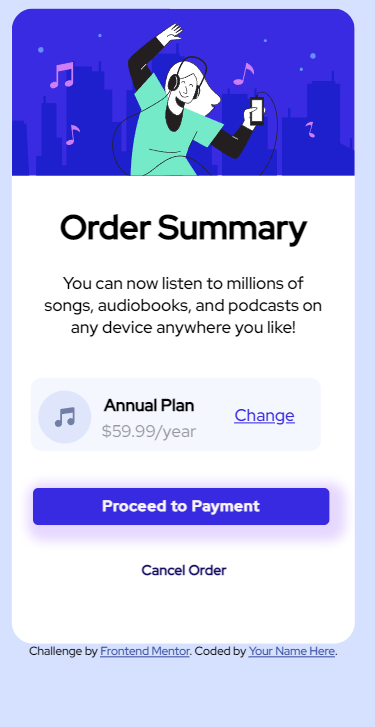 Order Summary
You can now listen to millions of
songs, audiobooks, and podcasts on
any device anywhere you like!
Annual Plan
$59.99/year
Change
Proceed to Payment
Cancel Order
Challenge by Frontend Mentor. Coded by Your Name Here.